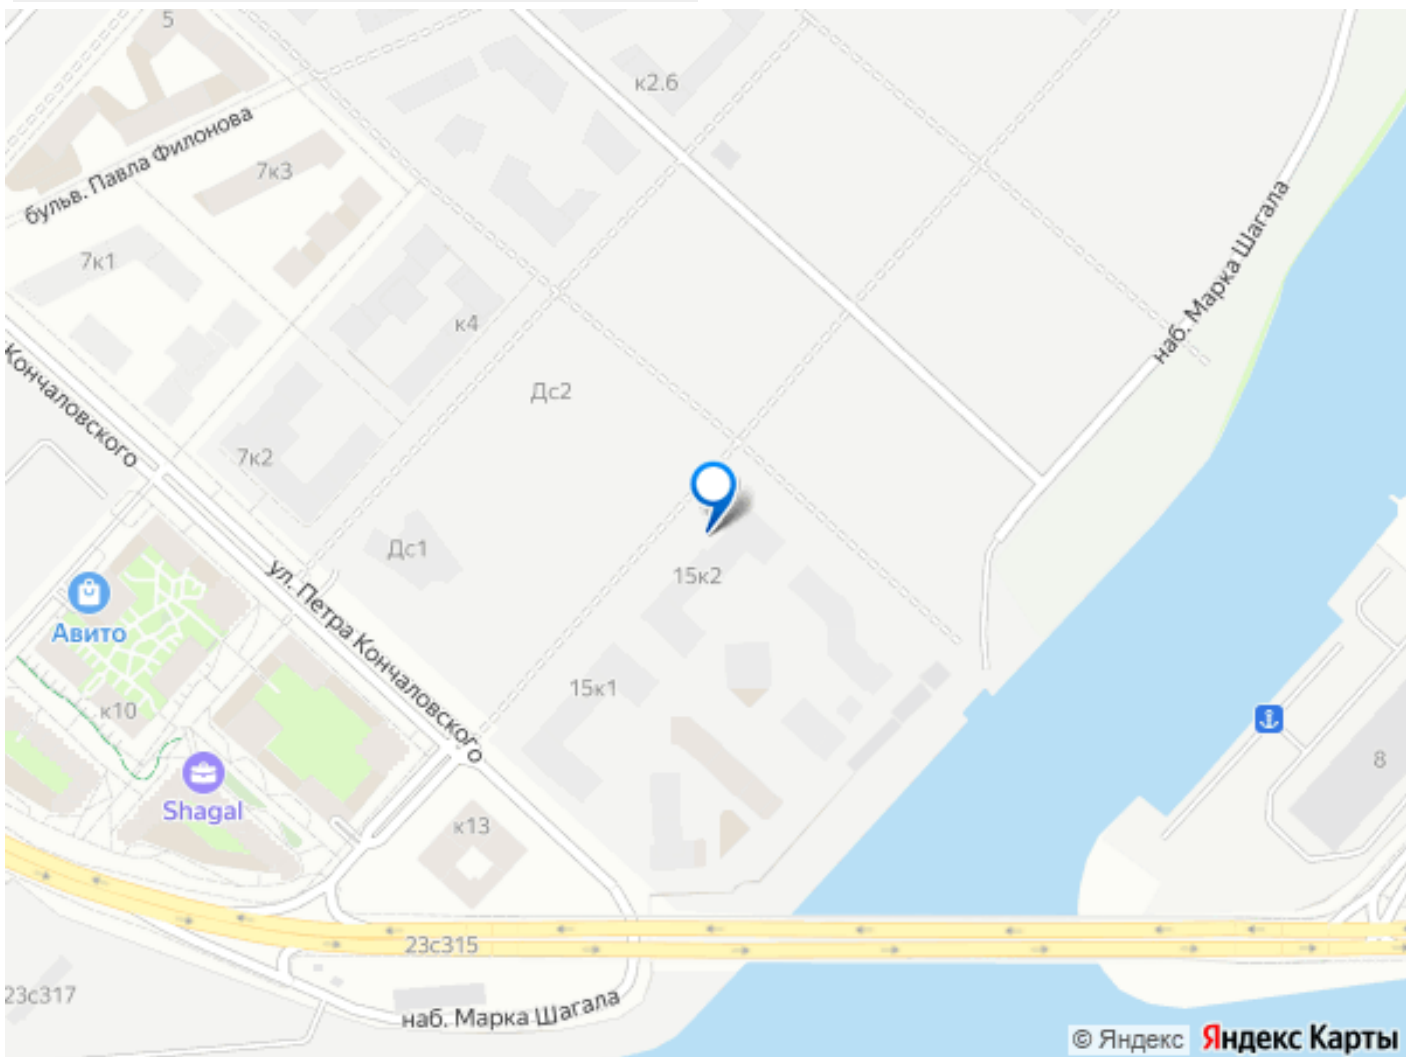 5
к2.6
бульв. Павла Филонова
7к3
наб. Марка Шагала
7к1
к4
Кончаловского
Дс2
7к2
Дс1
15к2
ул. Петра Кончаловского
Авито
15к1
к10
8
Shagal
к13
23с315
23с317
наб. Марка Шагала
© Яндекс Яндекс Карты